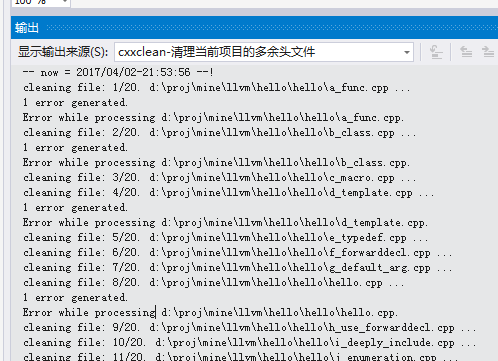 100 %
输出
显示输出来源(S): cxxclean-清理当前项目的多余头文件
-- now = 2017/04/02-21:53:56 --!
cleaning file: 1/20. d:\proj\mine\llvm\hello\hello\a_func.cpp ...
1 error generated.
Error while processing d:\proj\mine\llvm\hello\hello\a_func.cpp.
cleaning file: 2/20. d:\proj\mine\llvm\hello\hello\b_class.cpp ...
1 error generated.
Error while processing d:\proj\mine\llvm\hello\hello\b_class.cpp.
cleaning file: 3/20. d:\proj\mine\llvm\hello\hello\c_macro.cpp ...
cleaning file: 4/20. d:\proj\mine\llvm\hello\hello\d_template.cpp ...
1 error generated.
Error while processing d:\proj\mine\llvm\hello\hello\d_template.cpp.
cleaning file: 5/20. d:\proj\mine\llvm\hello\hello\e_typedef.cpp ...
cleaning file: 6/20. d:\proj\mine\llvm\hello\hello\f_forwarddecl.cpp ...
cleaning file: 7/20. d:\proj\mine\llvm\hello\hello\g_default_arg.cpp ...
cleaning file: 8/20. d:\proj\mine\llvm\hello\hello\hello.cpp ...
1 error generated.
Error while processing d:\proj\mine\llvm\hello\hello\hello.cpp.
cleaning file: 9/20. d:\proj\mine\llvm\hello\hello\h_use_forwarddecl.cpp ...
cleaning file: 10/20. d:\proj\mine\llvm\hello\hello\i_deeply_include.cpp ...
cleaning file: 11/20. d:\proj\mine\llvm\hello\hello\j_enumeration.cpp ...